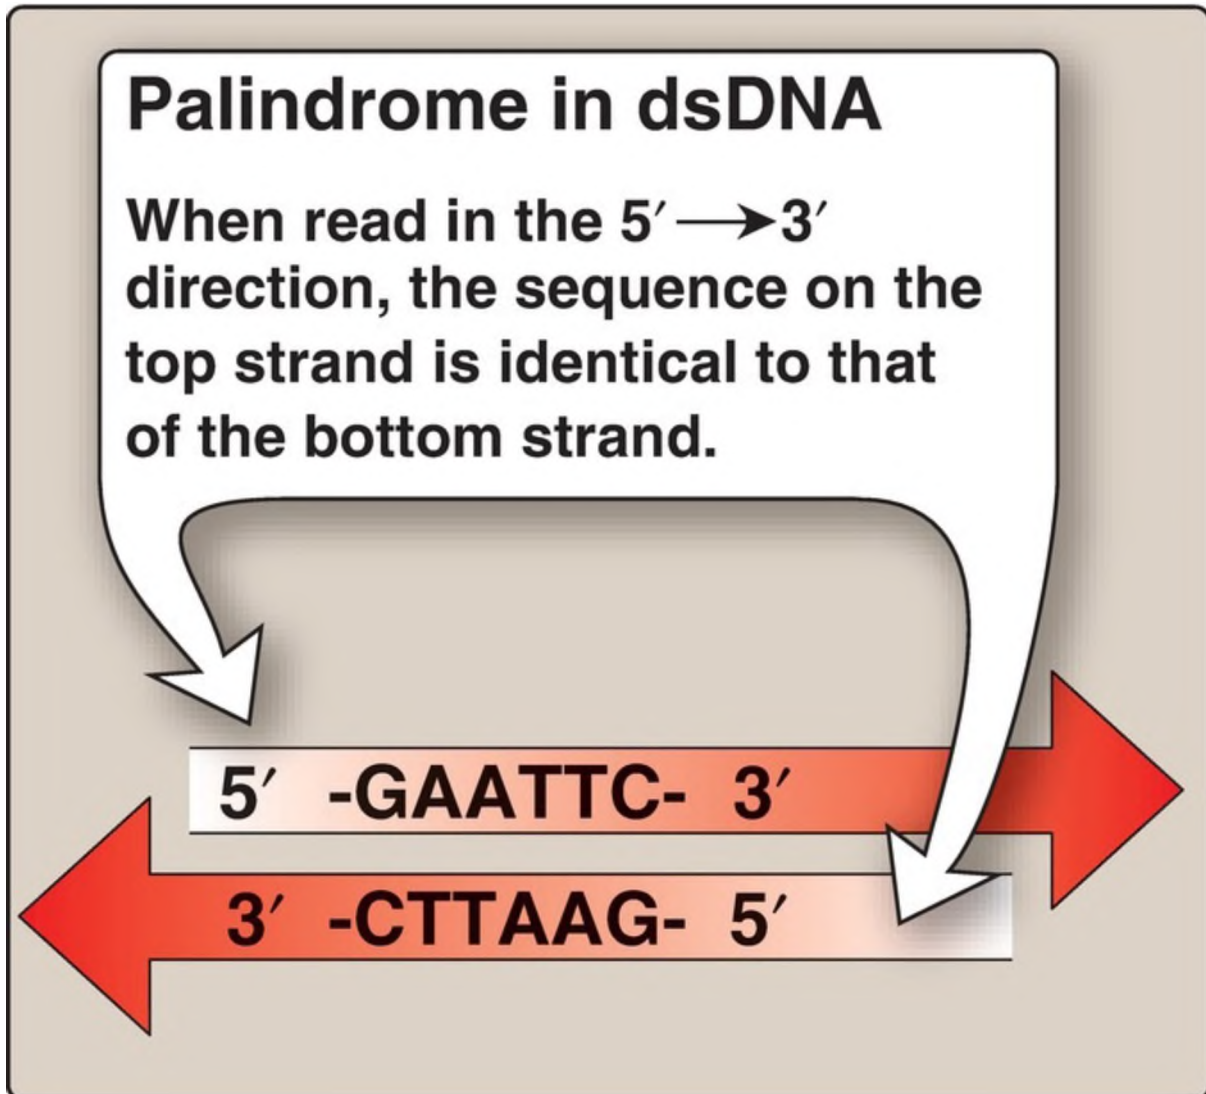 Palindrome in dsDNA
When read in the 5′ ⟶ 3′
direction, the sequence on the
top strand is identical to that
of the bottom strand.
5′ -GAATTC- 3′
3′ -CTTAAG- 5′